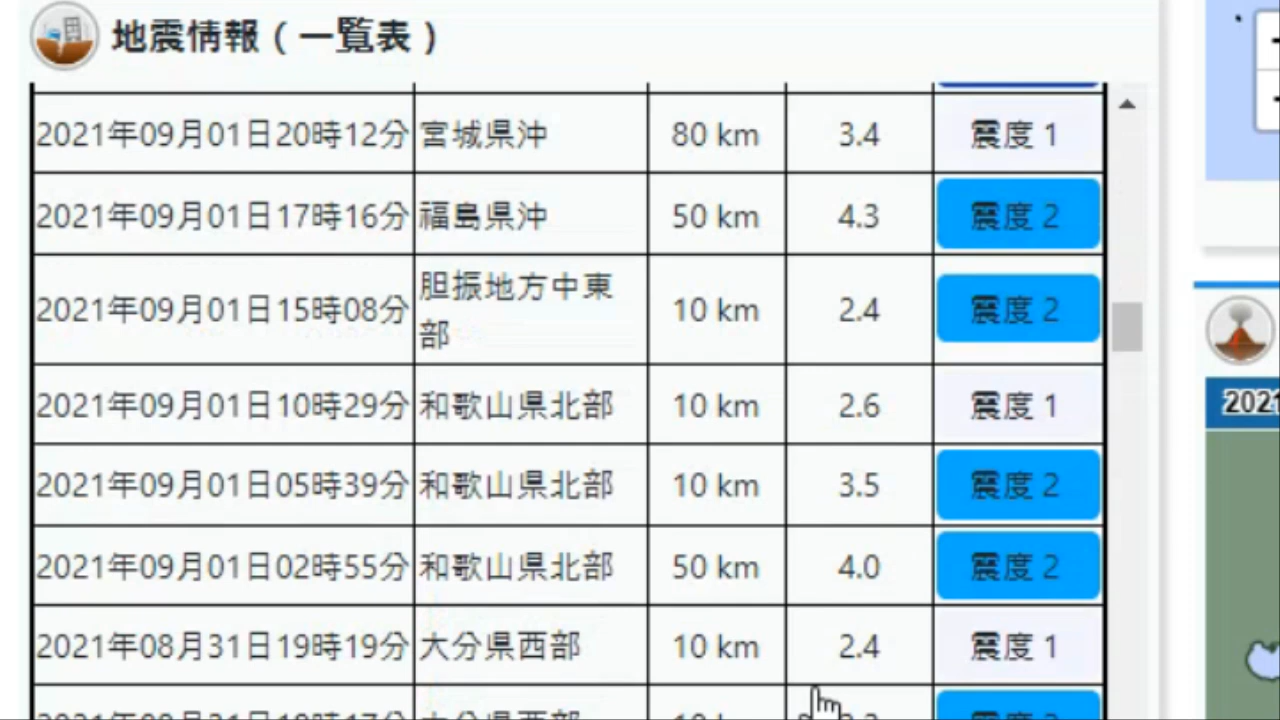 地震情報（一覧表）
2021年09月01日20時12分 宮城県沖 80 km 3.4 震度 1
2021年09月01日17時16分 福島県沖 50 km 4.3 震度 2
2021年09月01日15時08分 胆振地方中東部 10 km 2.4 震度 2
2021年09月01日10時29分 和歌山県北部 10 km 2.6 震度 1
2021年09月01日05時39分 和歌山県北部 10 km 3.5 震度 2
2021年09月01日02時55分 和歌山県北部 50 km 4.0 震度 2
2021年08月31日19時19分 大分県西部 10 km 2.4 震度 1
2021